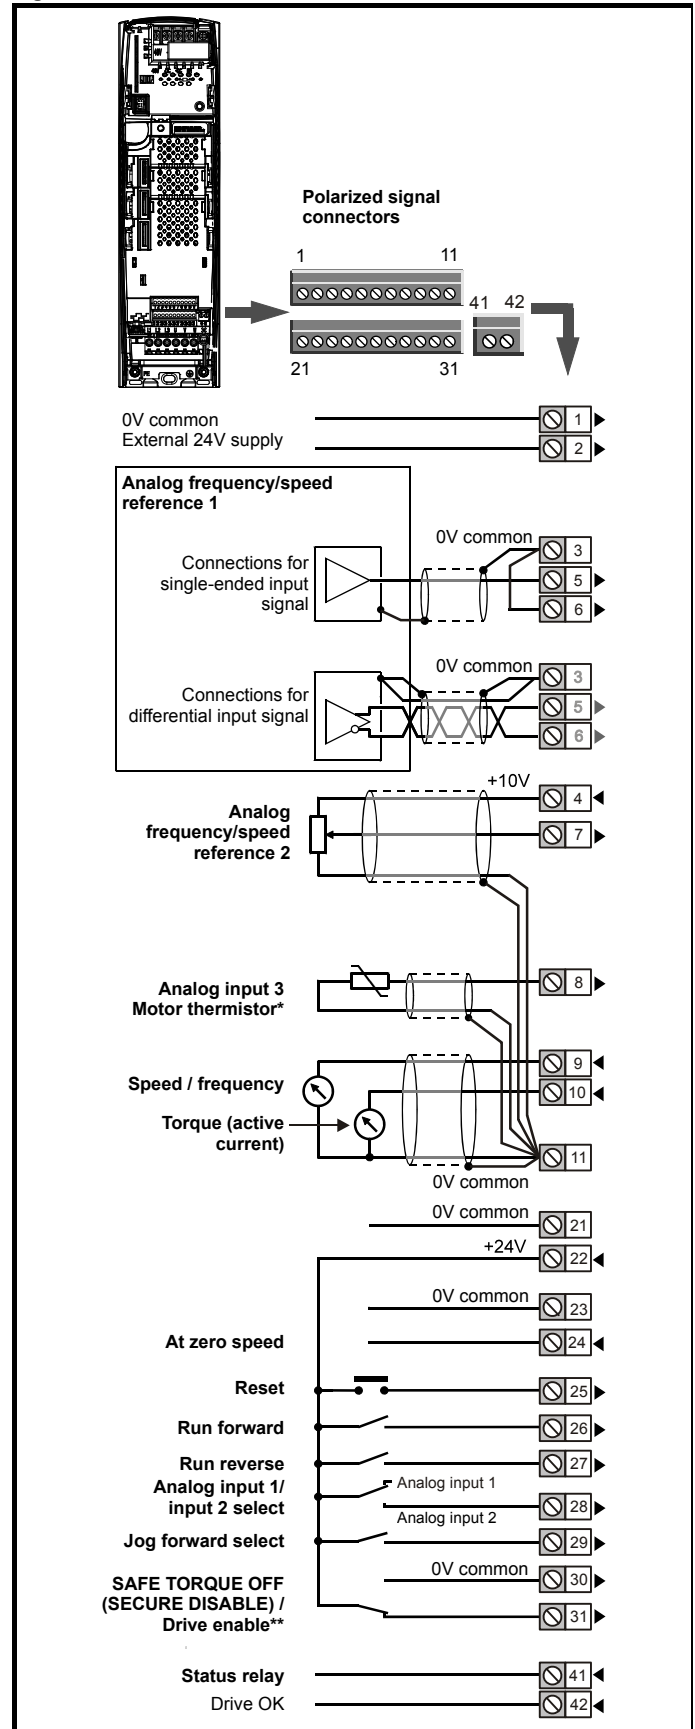 Polarized signal
connectors
1 11
41 42
21 31
0V common 1
External 24V supply 2
Analog frequency/speed
reference 1
0V common 3
Connections for
single-ended input
signal
5
6
0V common 3
Connections for
differential input signal
5
6
+10V 4
Analog
frequency/speed
reference 2
7
Analog input 3
Motor thermistor*
8
9
Speed / frequency
10
Torque (active
current)
11
0V common
0V common 21
+24V 22
0V common 23
At zero speed 24
Reset 25
Run forward 26
Run reverse 27
Analog input 1/
input 2 select
Analog input 1
28
Analog input 2
Jog forward select 29
0V common 30
SAFE TORQUE OFF
(SECURE DISABLE) /
Drive enable**
31
Status relay 41
Drive OK 42